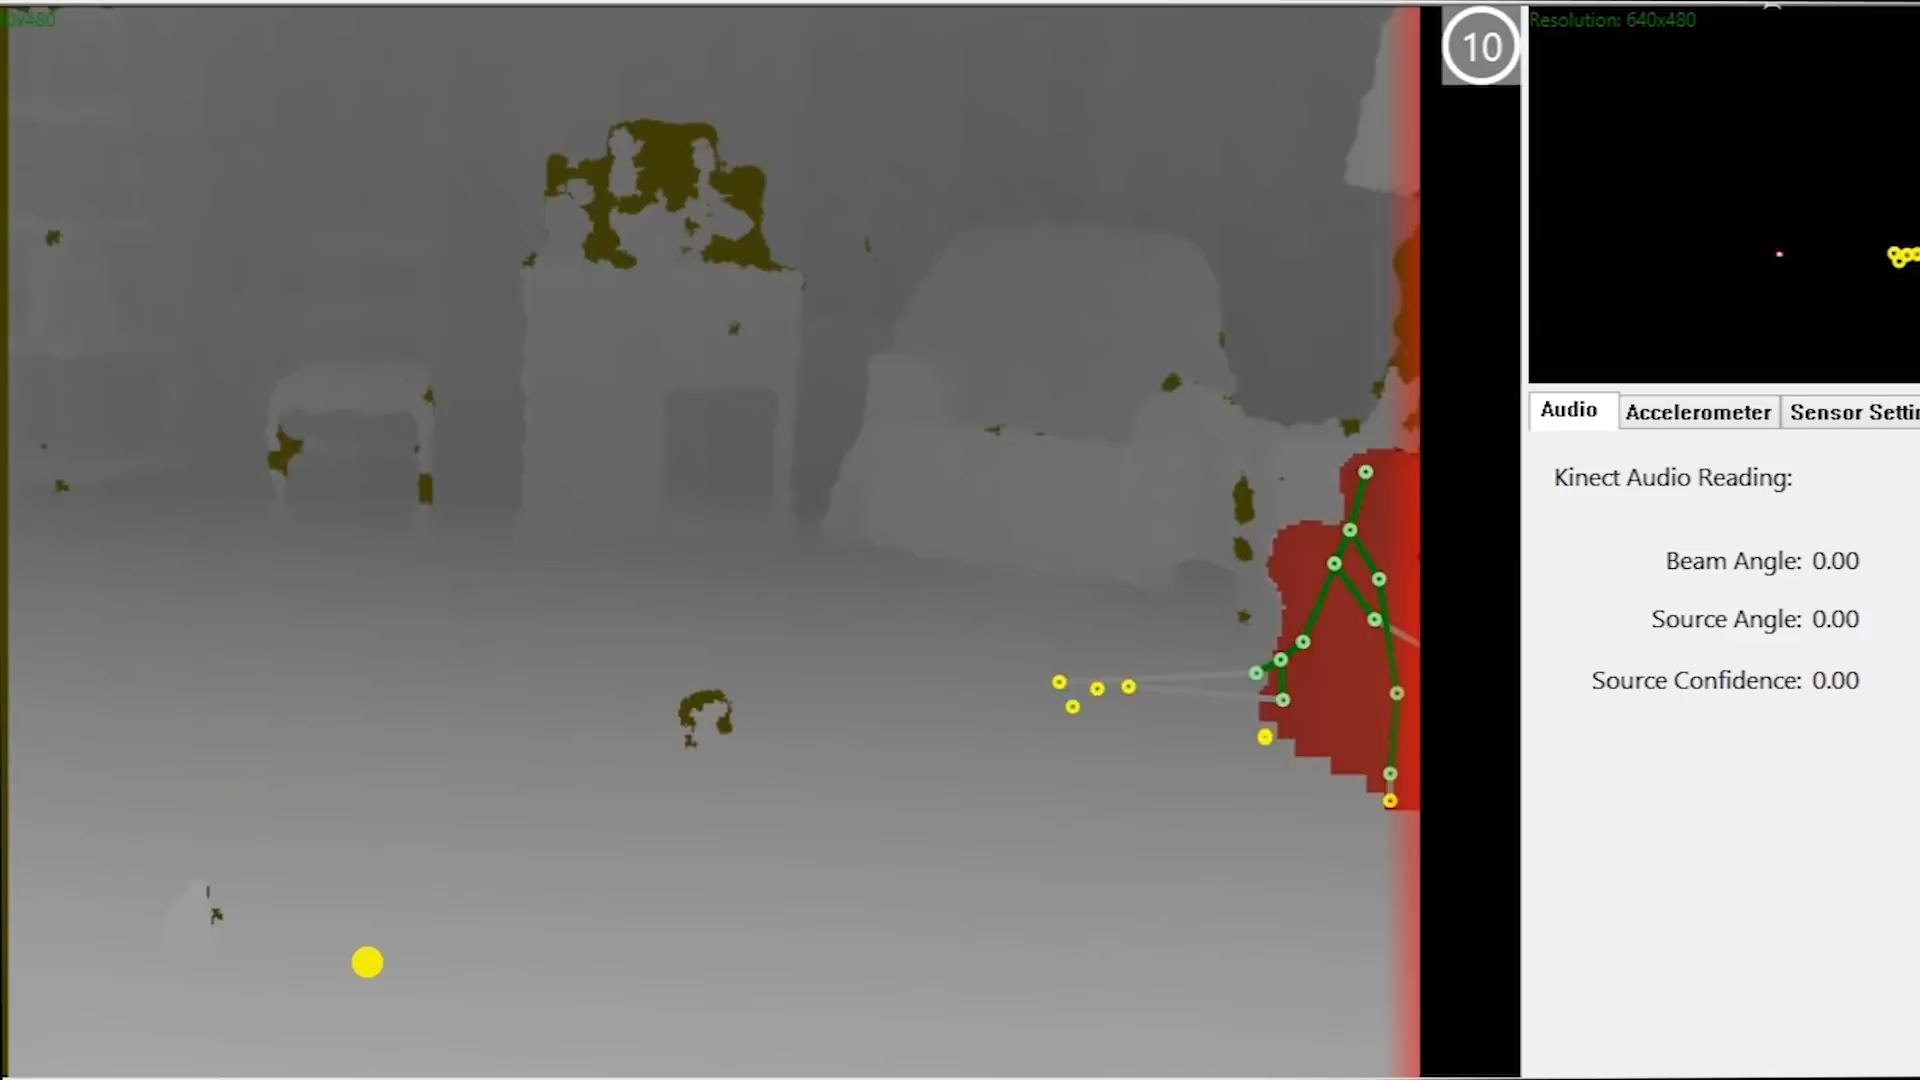 0x480
10
Resolution: 640x480
Audio
Accelerometer
Sensor Settin
Kinect Audio Reading:
Beam Angle: 0.00
Source Angle: 0.00
Source Confidence: 0.00